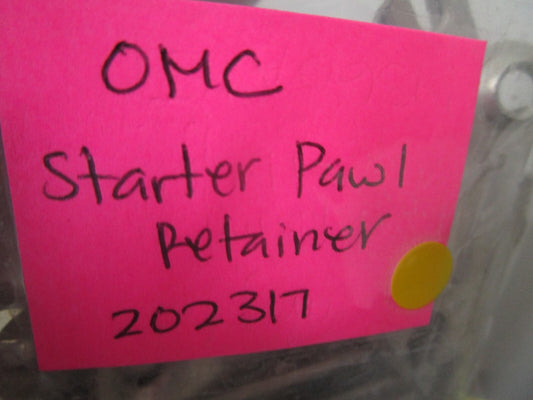 OMC
Starter Pawl
Retainer
202317